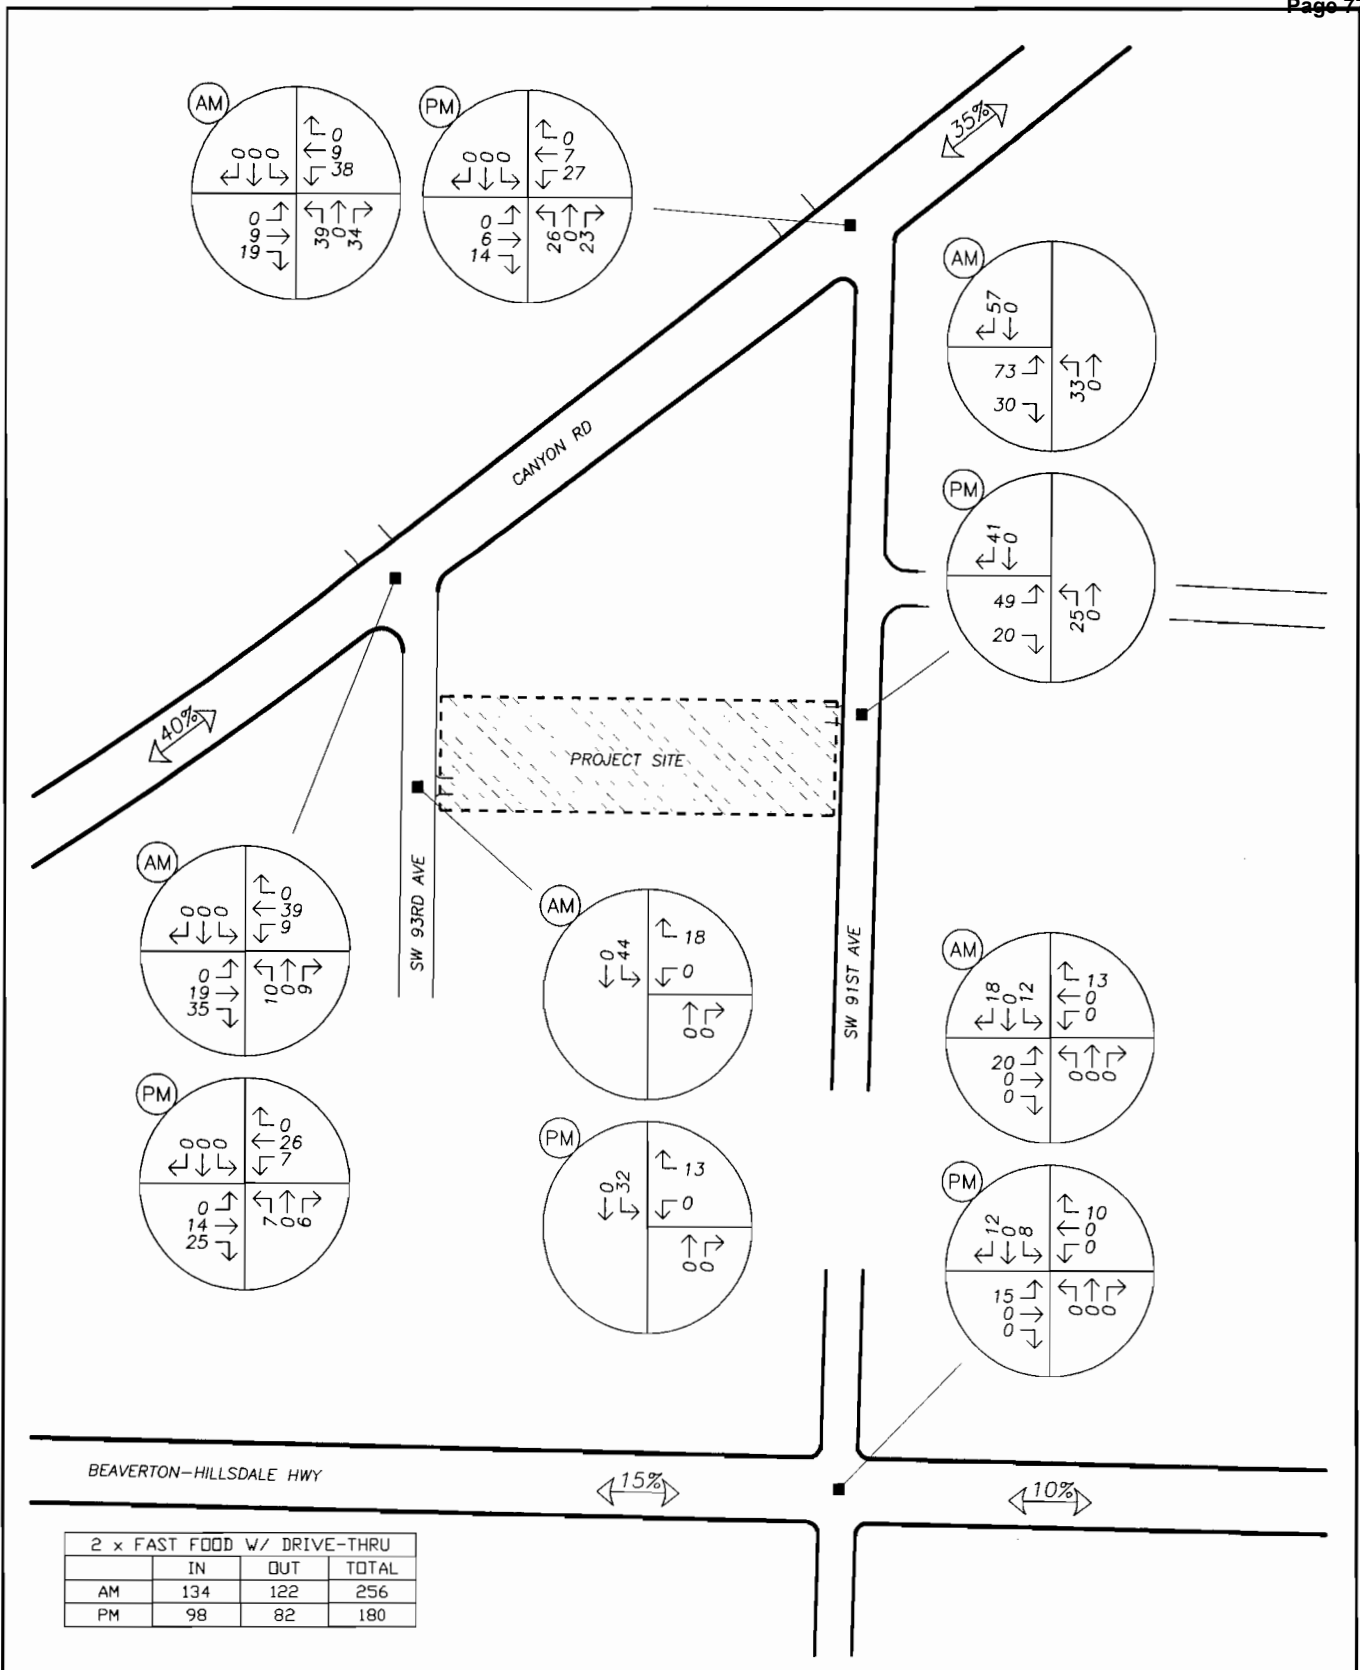 Page 7
AM
0 0 0
0
9
38
0
9
19
39 0 34
PM
0 0 0
0
7
27
0
6
14
26 0 23
35%
AM
57 0
73
30
33 0
CANYON RD
PM
41 0
49
20
25 0
40%
PROJECT SITE
SW 93RD AVE
SW 91ST AVE
AM
0 0 0
0
39
9
0
19
35
10 0 9
PM
0 0 0
0
26
7
0
14
25
7 0 6
AM
0 44
18
0
0 0
PM
0 32
13
0
0 0
AM
18 0 12
13
0
0
20
0
0
0 0 0
PM
12 0 8
10
0
0
15
0
0
0 0 0
BEAVERTON-HILLSDALE HWY
15%
10%
2 x FAST FOOD W/ DRIVE-THRU
IN OUT TOTAL
AM 134 122 256
PM 98 82 180